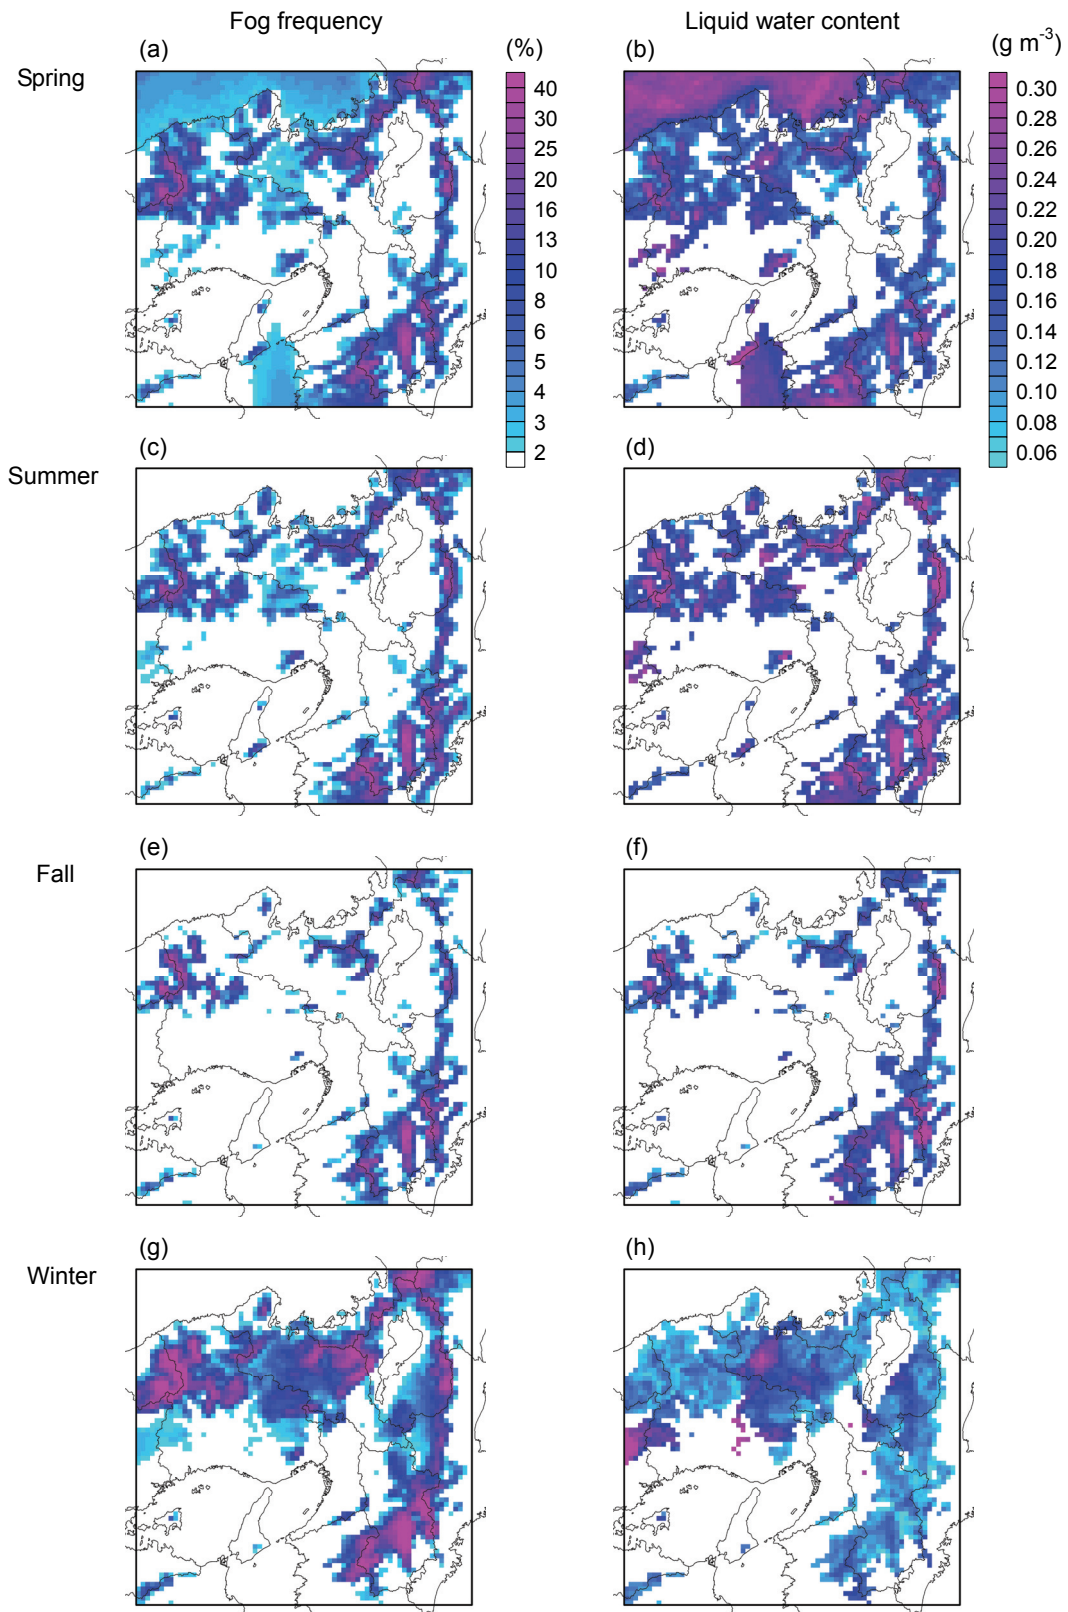 Fog frequency Liquid water content
(a) (%) (b) (g m-3)
Spring
40 0.30
30 0.28
25 0.26
20 0.24
16 0.22
13 0.20
10 0.18
8 0.16
6 0.14
5 0.12
4 0.10
3 0.08
2 0.06
(c) (d)
Summer
(e) (f)
Fall
(g) (h)
Winter